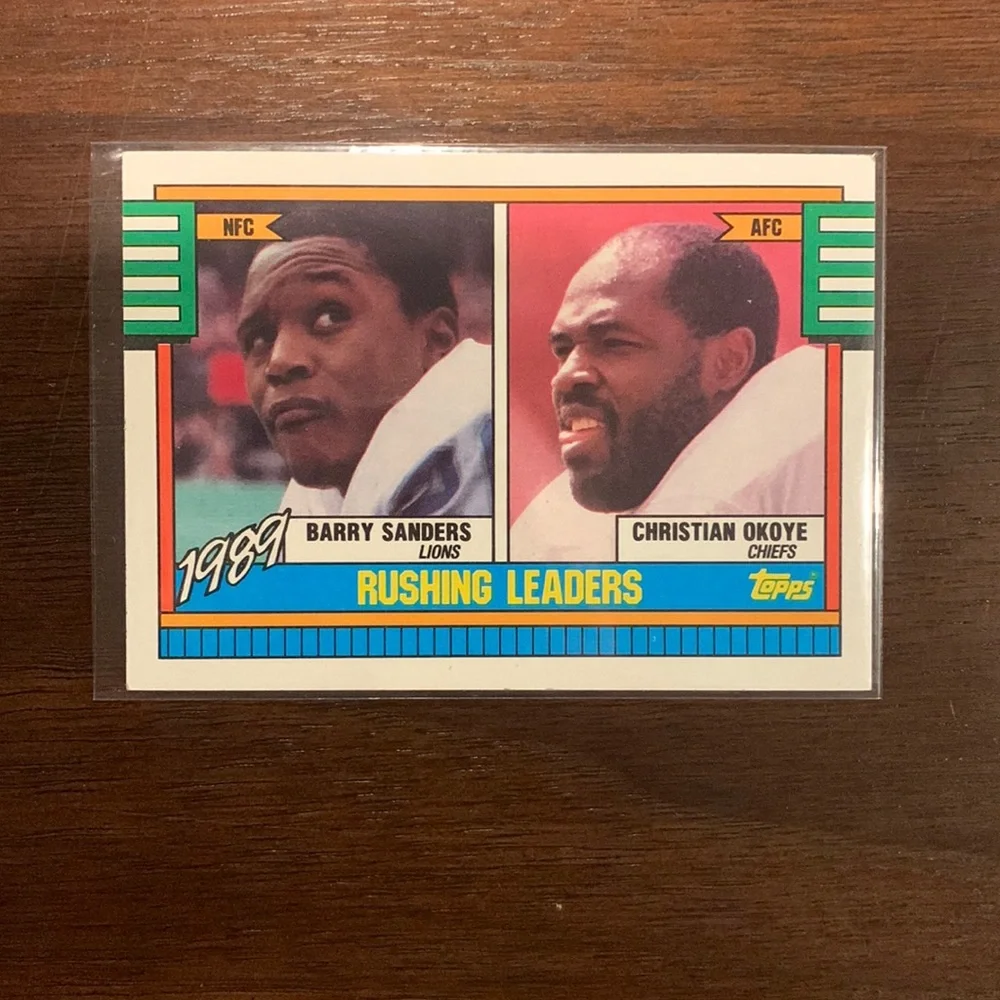 NFC
AFC
1989
BARRY SANDERS
LIONS
CHRISTIAN OKOYE
CHIEFS
RUSHING LEADERS
TOPPS